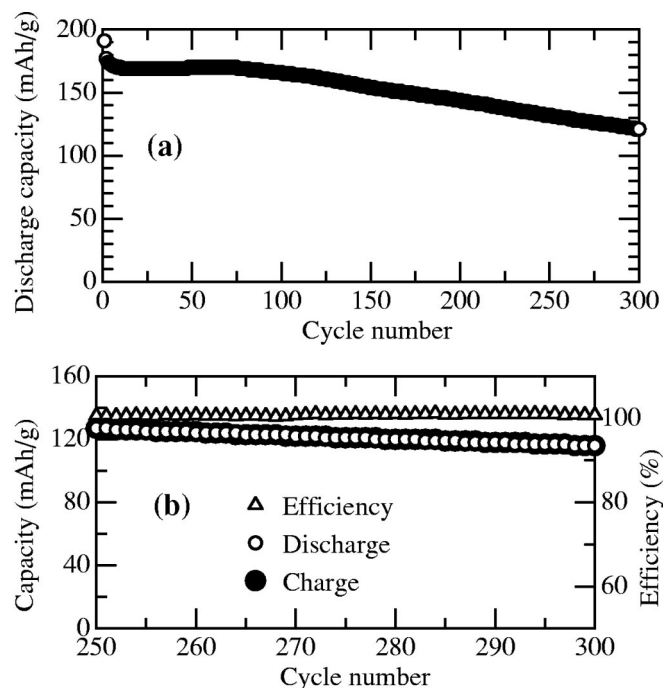 200
150
100
50
0
Discharge capacity (mAh/g)
(a)
0 50 100 150 200 250 300
Cycle number
160
120
80
40
0
Capacity (mAh/g)
(b)
Efficiency
Discharge
Charge
100
80
60
Efficiency (%)
250 260 270 280 290 300
Cycle number